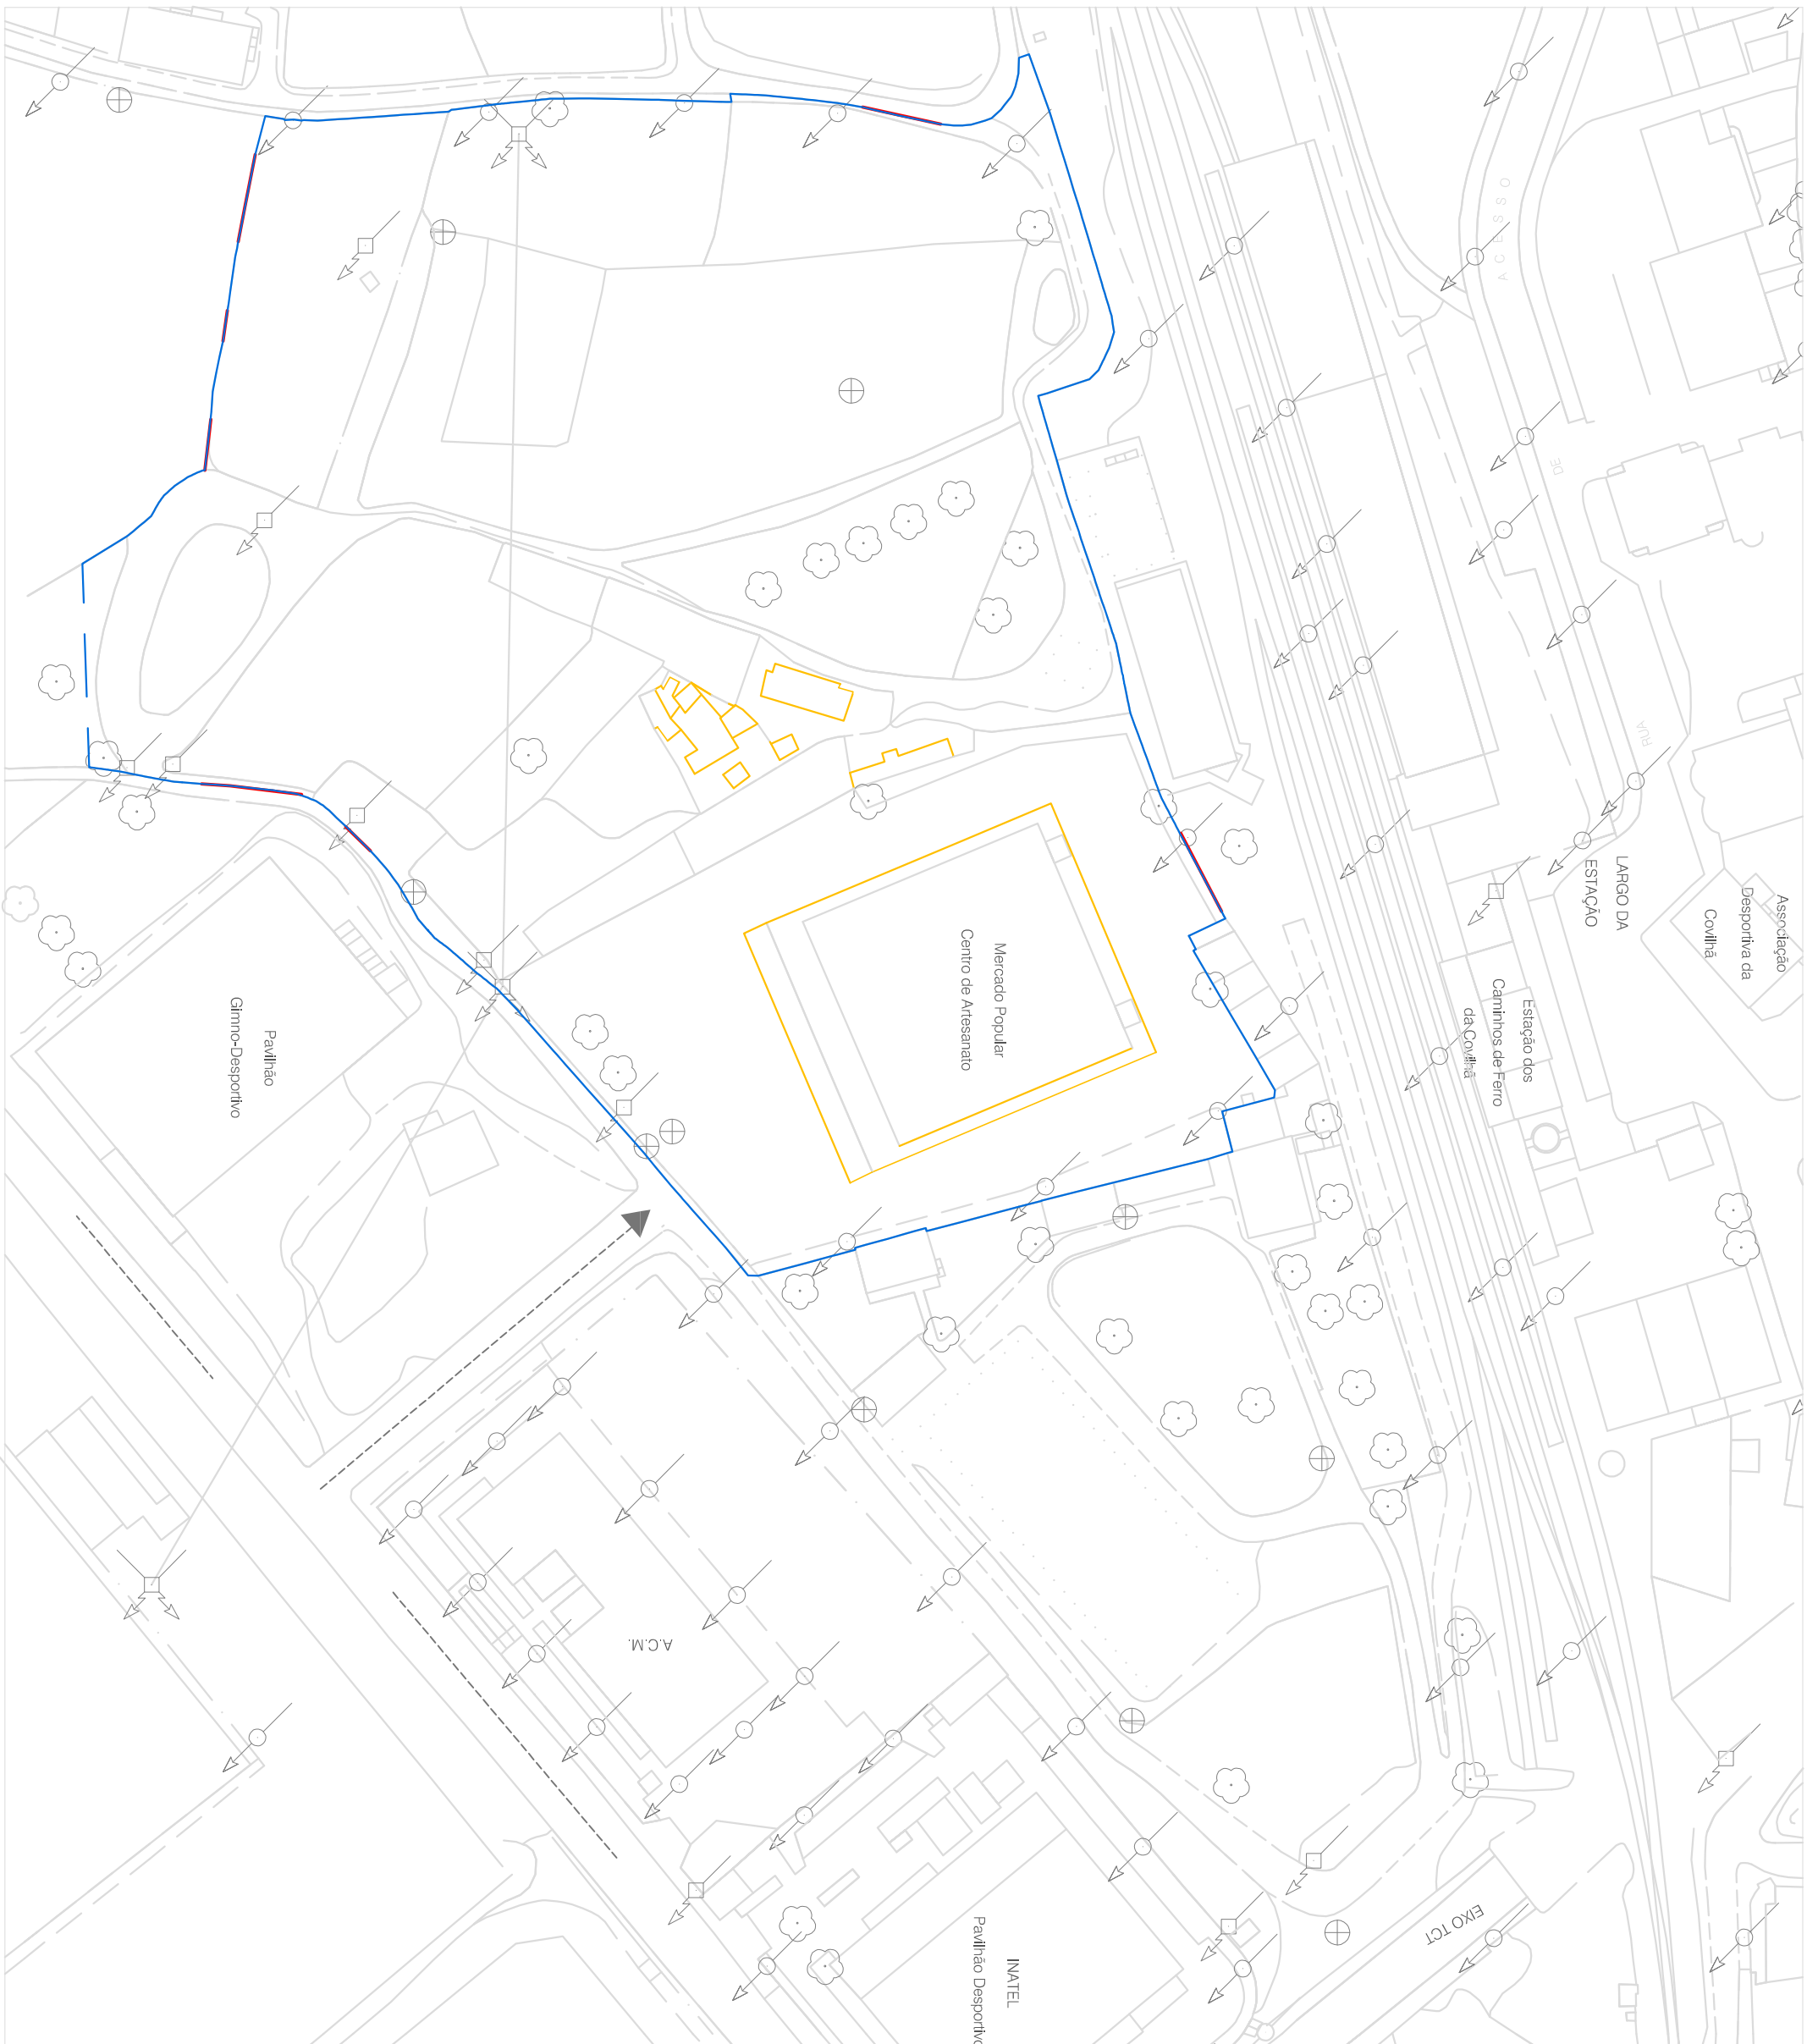 ACESSO
DE
RUA
LARGO DA
ESTAÇÃO
Associação
Desportiva da
Covilhã
Estação dos
Caminhos de Ferro
da Covilhã
Mercado Popular
Centro de Artesanato
Pavilhão
Gimno-Desportivo
A.C.M.
EIXO TCT
INATEL
Pavilhão Desportivo